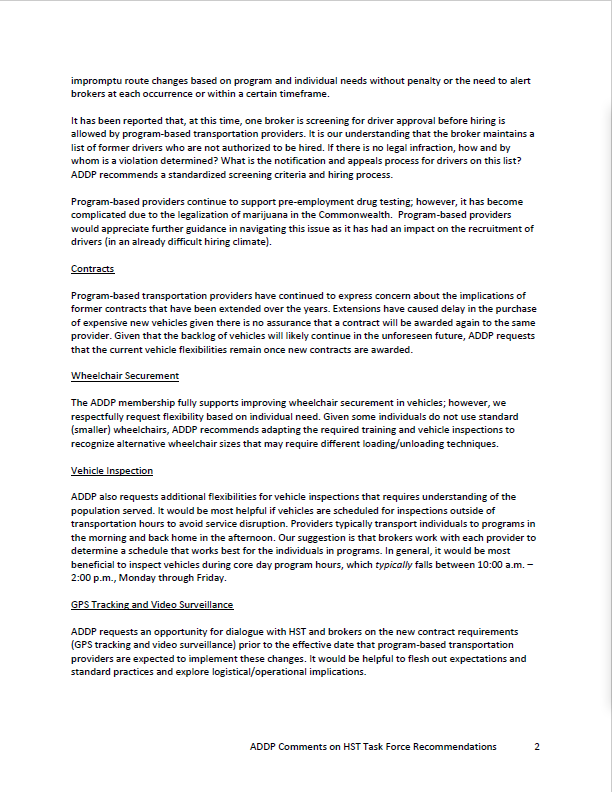 impromptu route changes based on program and individual needs without penalty or the need to alert
brokers at each occurrence or within a certain timeframe.
It has been reported that, at this time, one broker is screening for driver approval before hiring is
allowed by program-based transportation providers. It is our understanding that the broker maintains a
list of former drivers who are not authorized to be hired. If there is no legal infraction, how and by
whom is a violation determined? What is the notification and appeals process for drivers on this list?
ADDP recommends a standardized screening criteria and hiring process.
Program-based providers continue to support pre-employment drug testing; however, it has become
complicated due to the legalization of marijuana in the Commonwealth. Program-based providers
would appreciate further guidance in navigating this issue as it has had an impact on the recruitment of
drivers (in an already difficult hiring climate).
Contracts
Program-based transportation providers have continued to express concern about the implications of
former contracts that have been extended over the years. Extensions have caused delay in the purchase
of expensive new vehicles given there is no assurance that a contract will be awarded again to the same
provider. Given that the backlog of vehicles will likely continue in the unforeseen future, ADDP requests
that the current vehicle flexibilities remain once new contracts are awarded.
Wheelchair Securement
The ADDP membership fully supports improving wheelchair securement in vehicles; however, we
respectfully request flexibility based on individual need. Given some individuals do not use standard
(smaller) wheelchairs, ADDP recommends adapting the required training and vehicle inspections to
recognize alternative wheelchair sizes that may require different loading/unloading techniques.
Vehicle Inspection
ADDP also requests additional flexibilities for vehicle inspections that requires understanding of the
population served. It would be most helpful if vehicles are scheduled for inspections outside of
transportation hours to avoid service disruption. Providers typically transport individuals to programs in
the morning and back home in the afternoon. Our suggestion is that brokers work with each provider to
determine a schedule that works best for the individuals in programs. In general, it would be most
beneficial to inspect vehicles during core day program hours, which typically falls between 10:00 a.m. –
2:00 p.m., Monday through Friday.
GPS Tracking and Video Surveillance
ADDP requests an opportunity for dialogue with HST and brokers on the new contract requirements
(GPS tracking and video surveillance) prior to the effective date that program-based transportation
providers are expected to implement these changes. It would be helpful to flesh out expectations and
standard practices and explore logistical/operational implications.
ADDP Comments on HST Task Force Recommendations 2